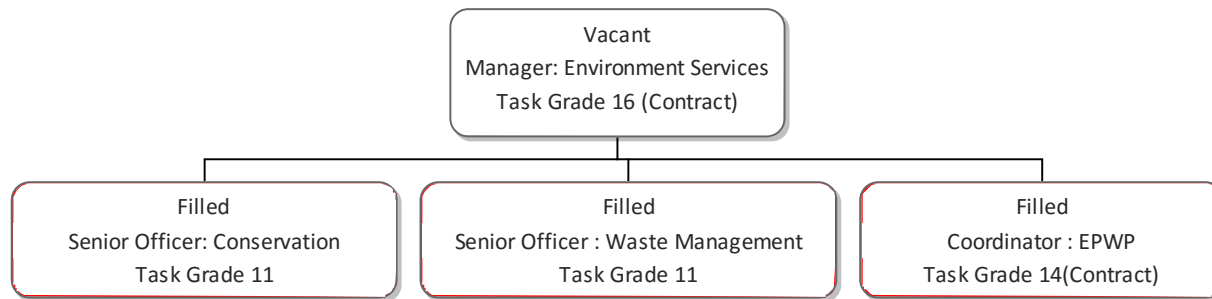 Vacant
Manager: Environment Services
Task Grade 16 (Contract)
Filled
Senior Officer: Conservation
Task Grade 11
Filled
Senior Officer : Waste Management
Task Grade 11
Filled
Coordinator : EPWP
Task Grade 14(Contract)